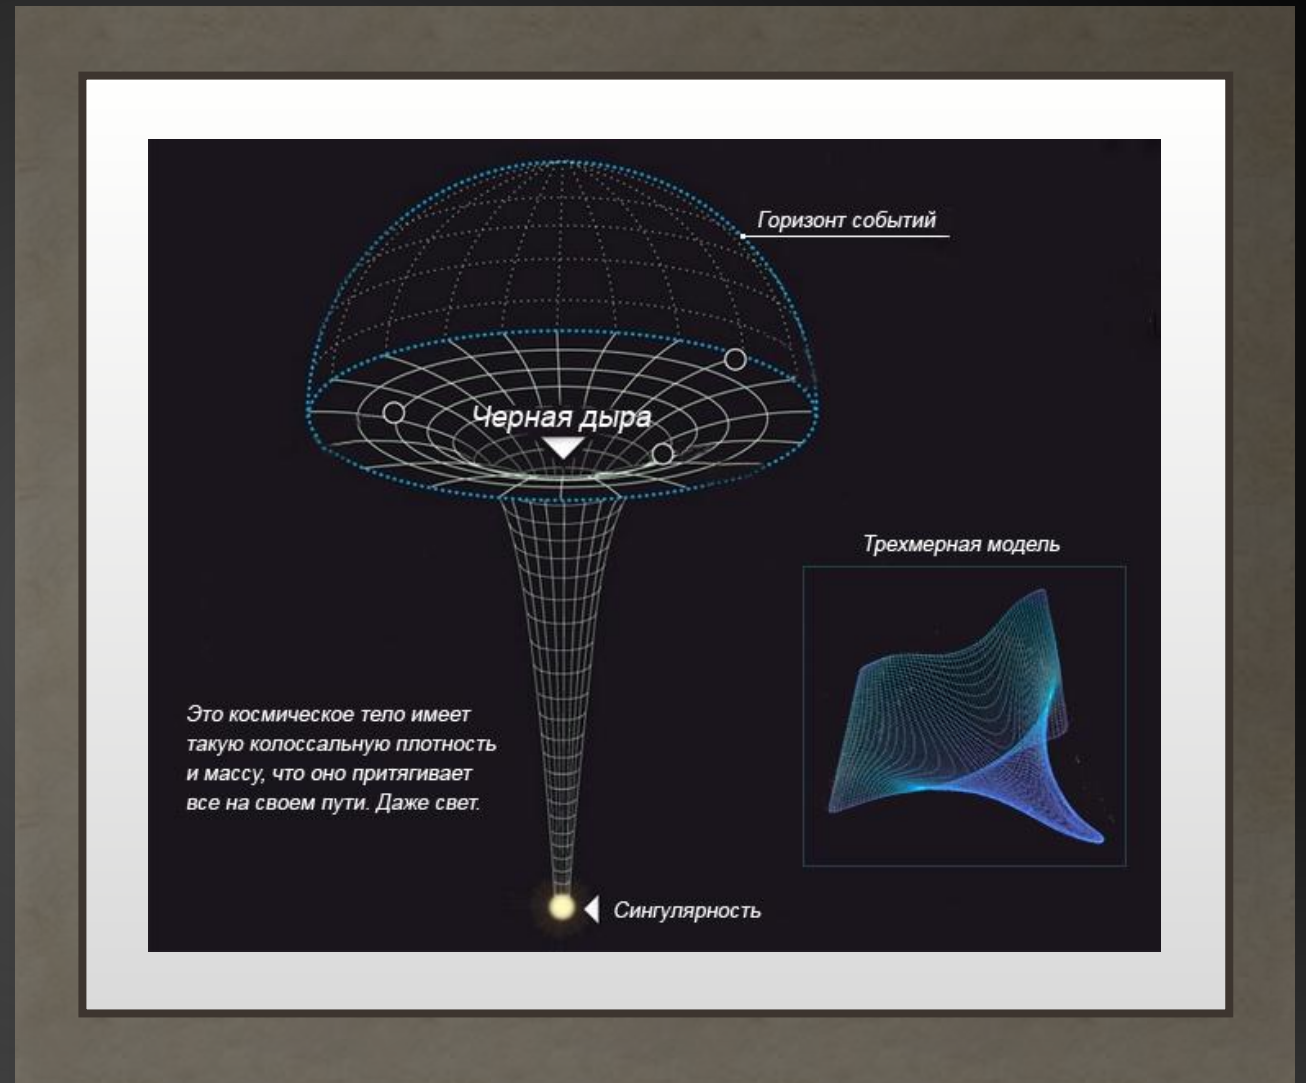 Горизонт событий
Черная дыра
Трехмерная модель
Это космическое тело имеет
такую колоссальную плотность
и массу, что оно притягивает
все на своем пути. Даже свет.
Сингулярность